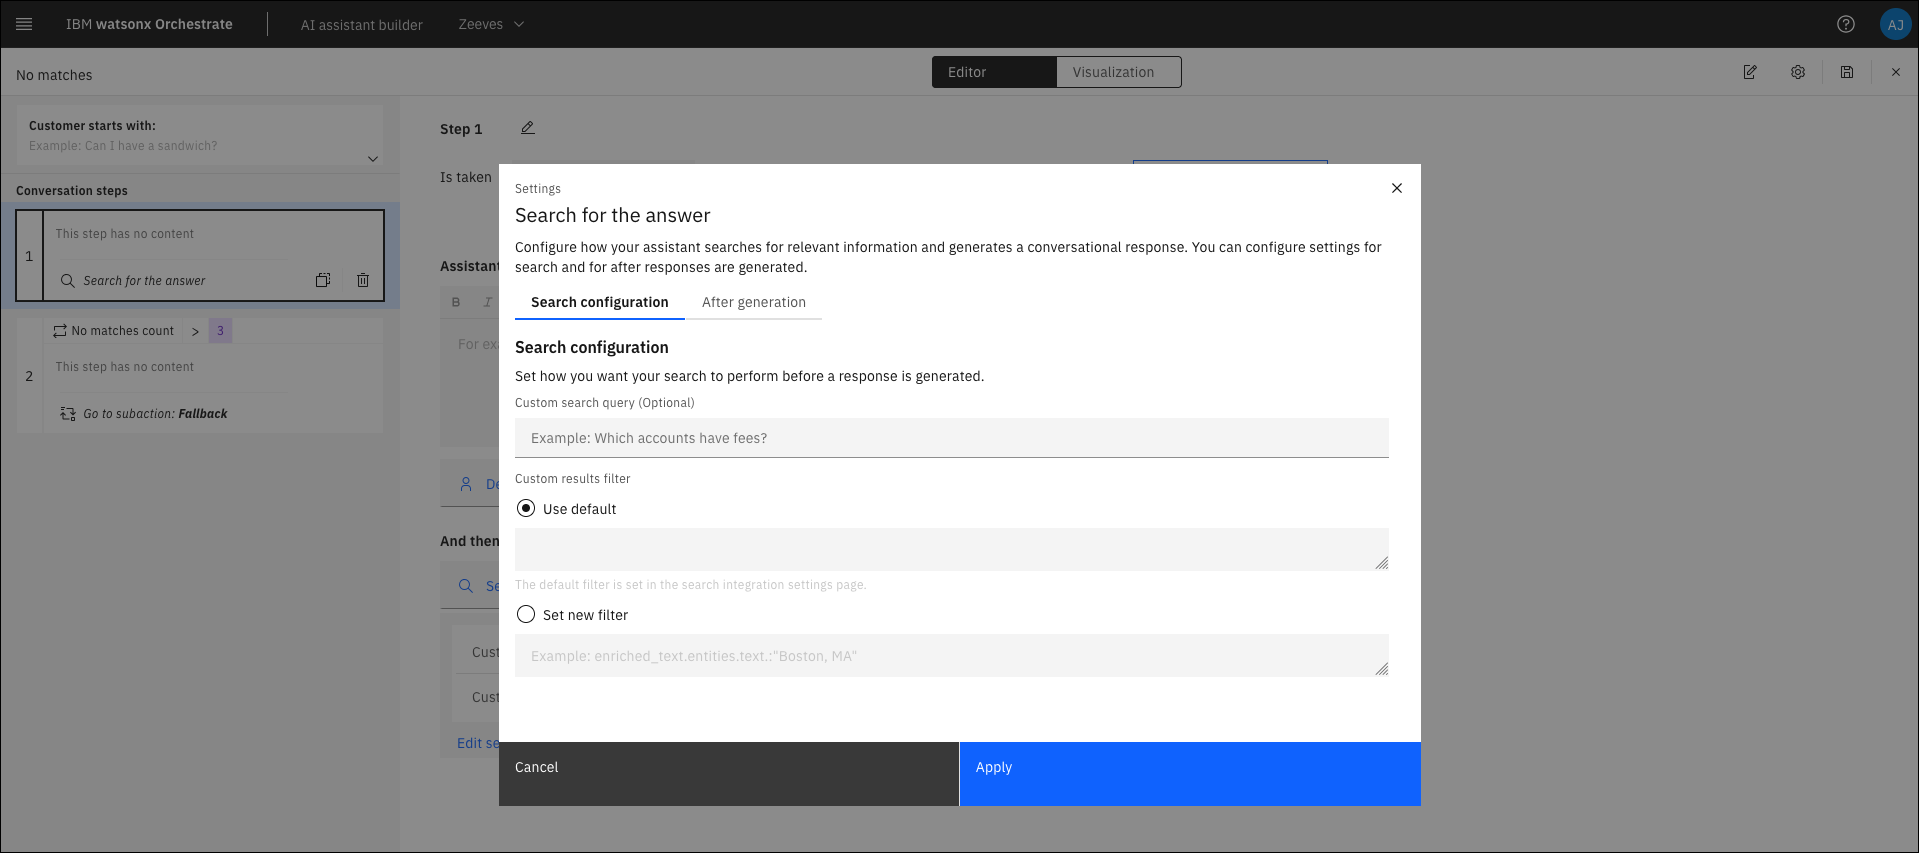 IBM watsonx Orchestrate
AI assistant builder
Zeeves
AJ
No matches
Editor
Visualization
Customer starts with:
Example: Can I have a sandwich?
Conversation steps
1
This step has no content
Search for the answer
No matches count > 3
2
This step has no content
Go to subaction: Fallback
Step 1
Is taken
Assistant
B I
For exa
De
And then
Se
Cust
Cust
Edit se
Settings
Search for the answer
Configure how your assistant searches for relevant information and generates a conversational response. You can configure settings for
search and for after responses are generated.
Search configuration
After generation
Search configuration
Set how you want your search to perform before a response is generated.
Custom search query (Optional)
Example: Which accounts have fees?
Custom results filter
Use default
The default filter is set in the search integration settings page.
Set new filter
Example: enriched_text.entities.text.:"Boston, MA"
Cancel
Apply